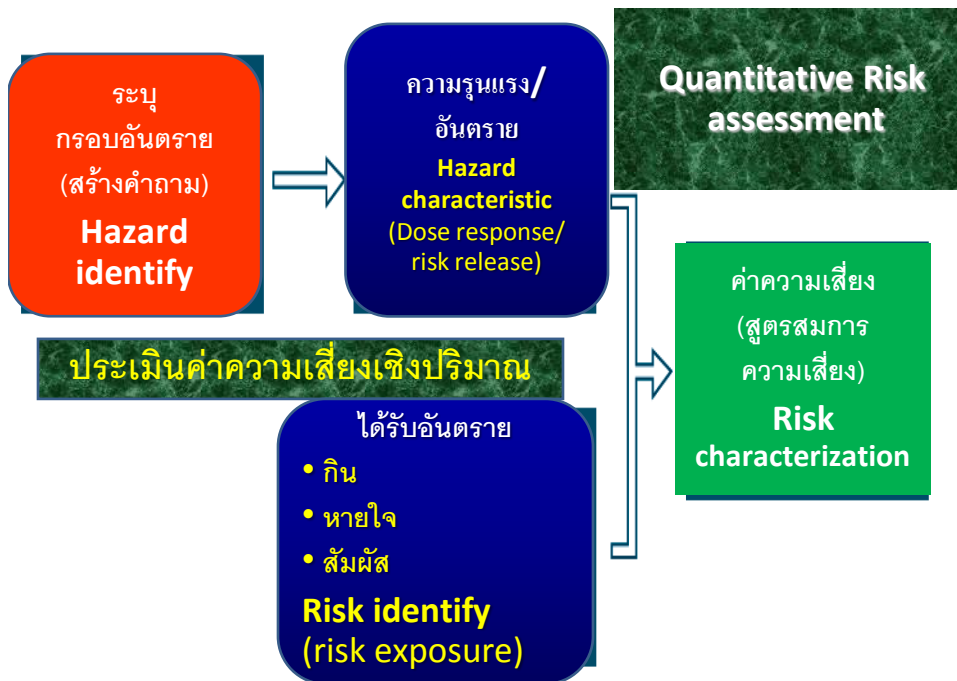 ระบุ
กรอบอันตราย
(สร้างคำถาม)
Hazard
identify
ความรุนแรง/
อันตราย
Hazard
characteristic
(Dose response/
risk release)
Quantitative Risk
assessment
ประเมินค่าความเสี่ยงเชิงปริมาณ
ได้รับอันตราย
• กิน
• หายใจ
• สัมผัส
Risk identify
(risk exposure)
ค่าความเสี่ยง
(สูตรสมการ
ความเสี่ยง)
Risk
characterization